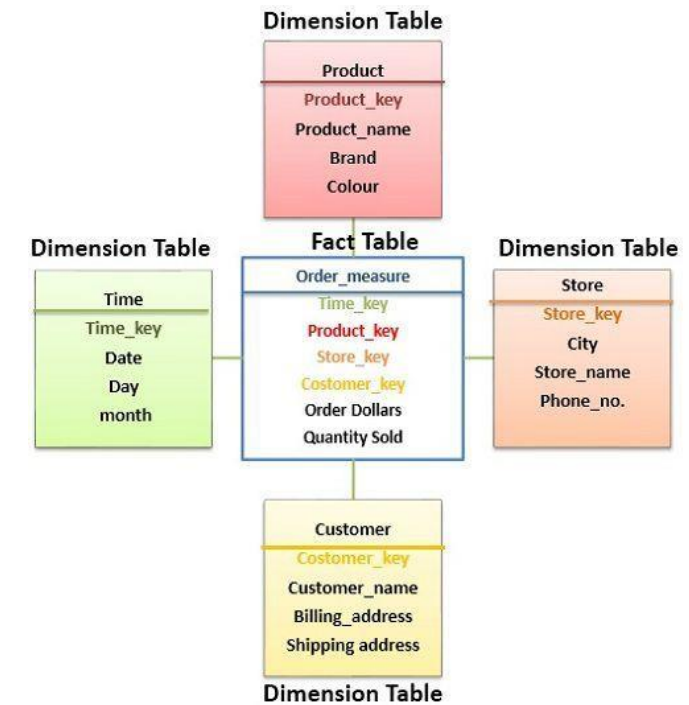 Dimension Table
Product
Product_key
Product_name
Brand
Colour
Dimension Table
Time
Time_key
Date
Day
month
Fact Table
Order_measure
Time_key
Product_key
Store_key
Costomer_key
Order Dollars
Quantity Sold
Dimension Table
Store
Store_key
City
Store_name
Phone_no.
Customer
Costomer_key
Customer_name
Billing_address
Shipping address
Dimension Table